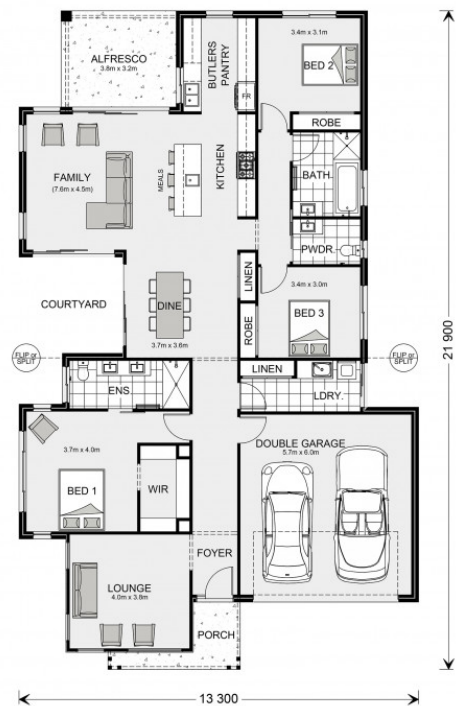 ALFRESCO
3.8m x 3.2m
BUTLERS
PANTRY
FR
3.4m x 3.1m
BED 2
ROBE
FAMILY
(7.6m x 4.5m)
MEALS
KITCHEN
BATH
PWDR.
COURTYARD
DINE
3.7m x 3.6m
LINEN
ROBE
3.4m x 3.0m
BED 3
FLIP or
SPLIT
FLIP or
SPLIT
21 900
ENS
LINEN
LDRY.
3.7m x 4.0m
BED 1
WIR
DOUBLE GARAGE
5.7m x 6.0m
FOYER
LOUNGE
4.0m x 3.8m
PORCH
13 300